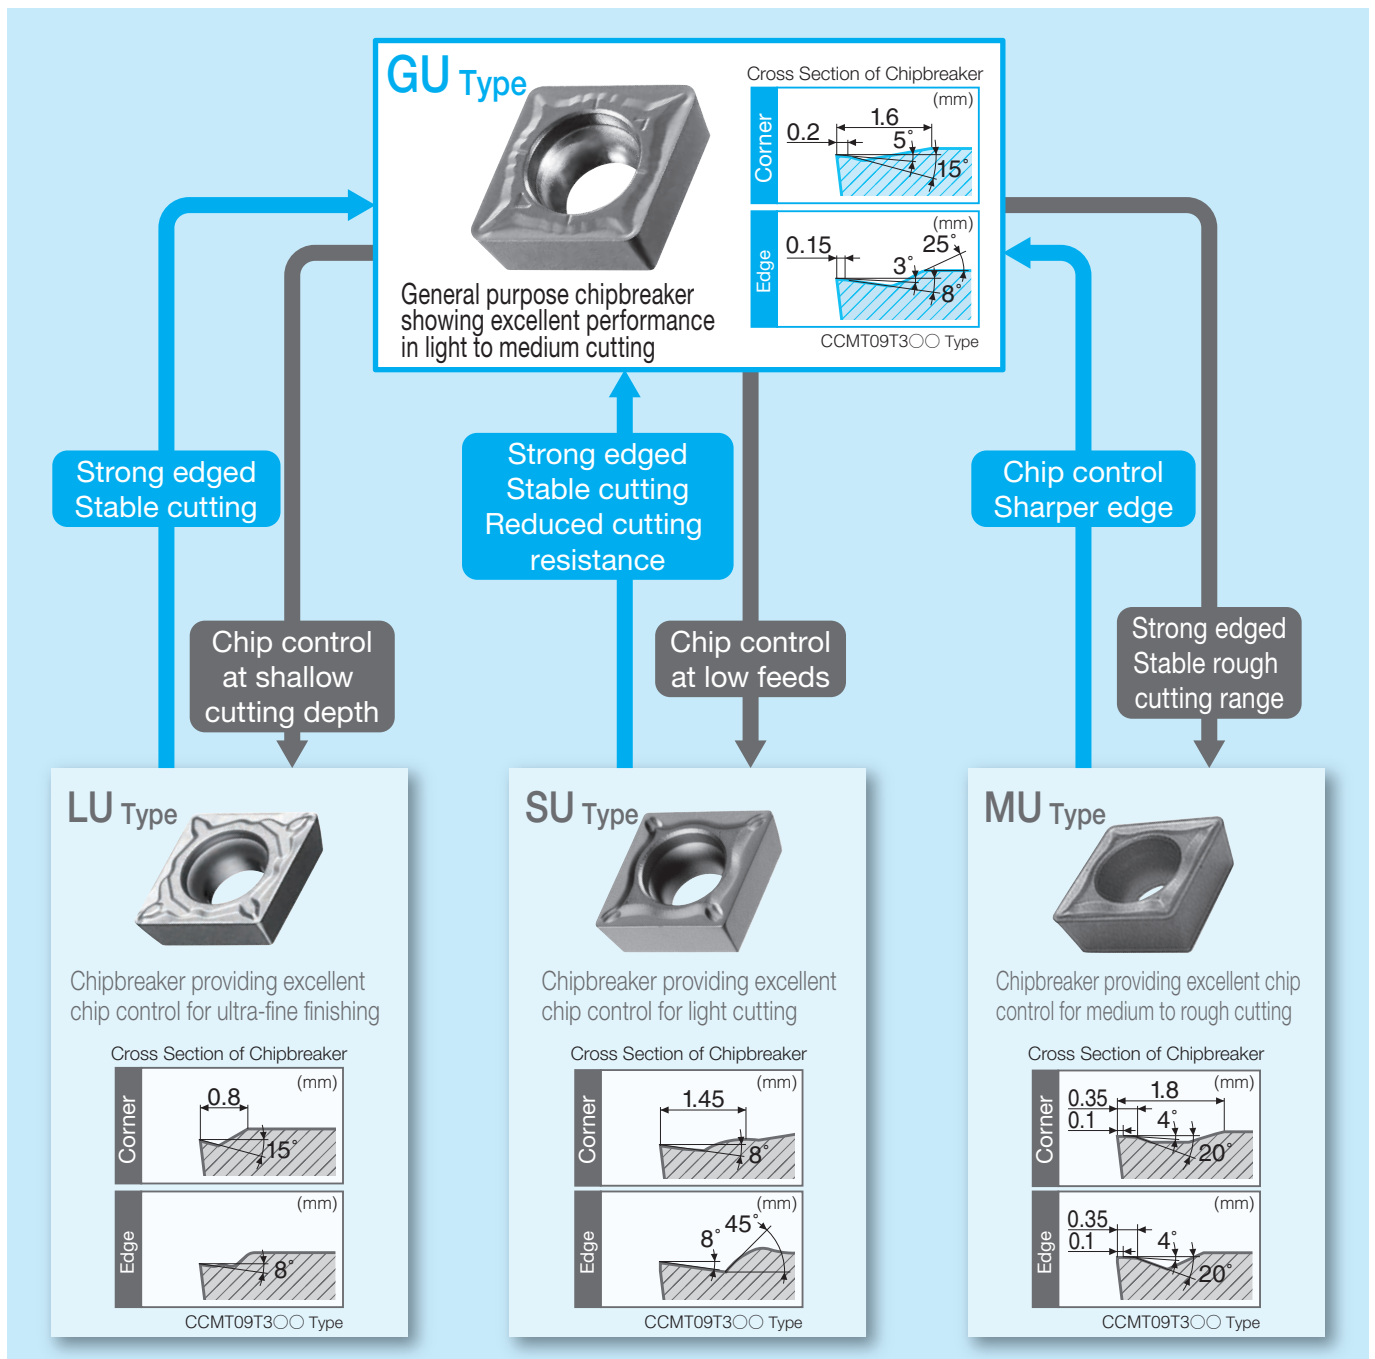 GU Type
Cross Section of Chipbreaker
Corner
(mm)
1.6
0.2
5°
15°
Edge
(mm)
0.15
25°
3°
8°
CCMT09T3○○ Type
General purpose chipbreaker
showing excellent performance
in light to medium cutting
Strong edged
Stable cutting
Strong edged
Stable cutting
Reduced cutting
resistance
Chip control
Sharper edge
Chip control
at shallow
cutting depth
Chip control
at low feeds
Strong edged
Stable rough
cutting range
LU Type
Chipbreaker providing excellent
chip control for ultra-fine finishing
Cross Section of Chipbreaker
Corner
(mm)
0.8
15°
Edge
(mm)
8°
CCMT09T3○○ Type
SU Type
Chipbreaker providing excellent
chip control for light cutting
Cross Section of Chipbreaker
Corner
(mm)
1.45
8°
Edge
(mm)
8°
45°
CCMT09T3○○ Type
MU Type
Chipbreaker providing excellent chip
control for medium to rough cutting
Cross Section of Chipbreaker
Corner
(mm)
0.35
1.8
0.1
4°
20°
Edge
(mm)
0.35
0.1
4°
20°
CCMT09T3○○ Type